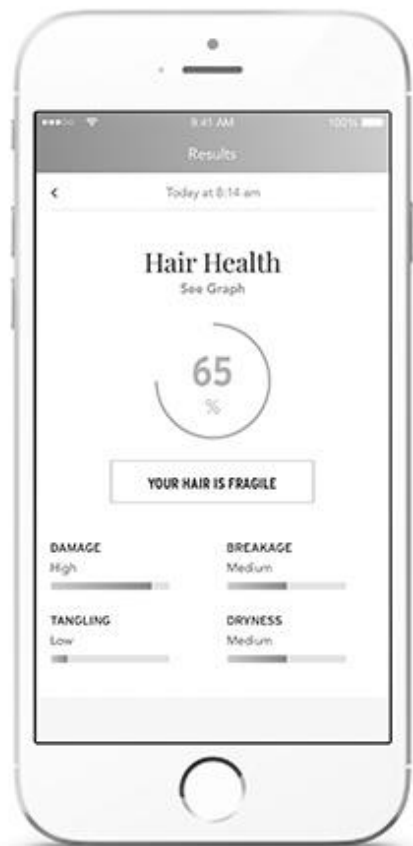 9:41 AM 100%
Results
Today at 8:14 am
Hair Health
See Graph
65
%
YOUR HAIR IS FRAGILE
DAMAGE BREAKAGE
High Medium
TANGLING DRYNESS
Low Medium